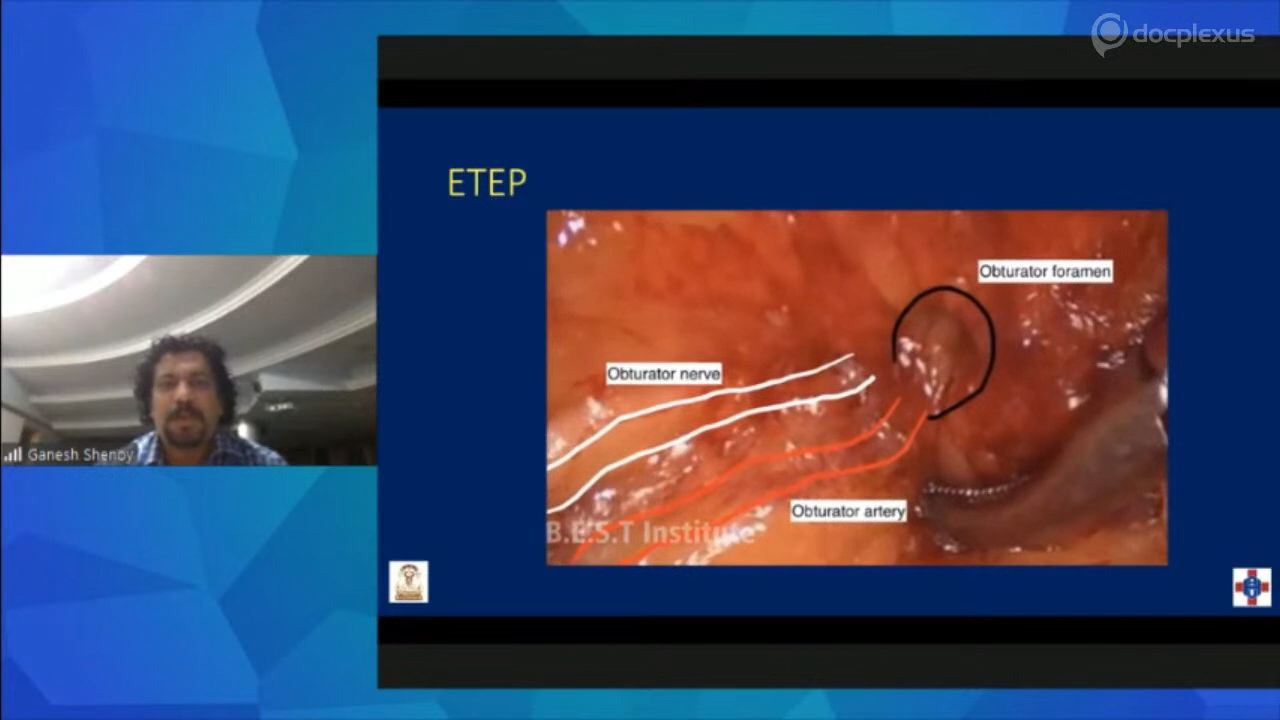 docplexus
ETEP
Obturator foramen
Obturator nerve
Obturator artery
B.E.S.T Institute
Ganesh Shenoy